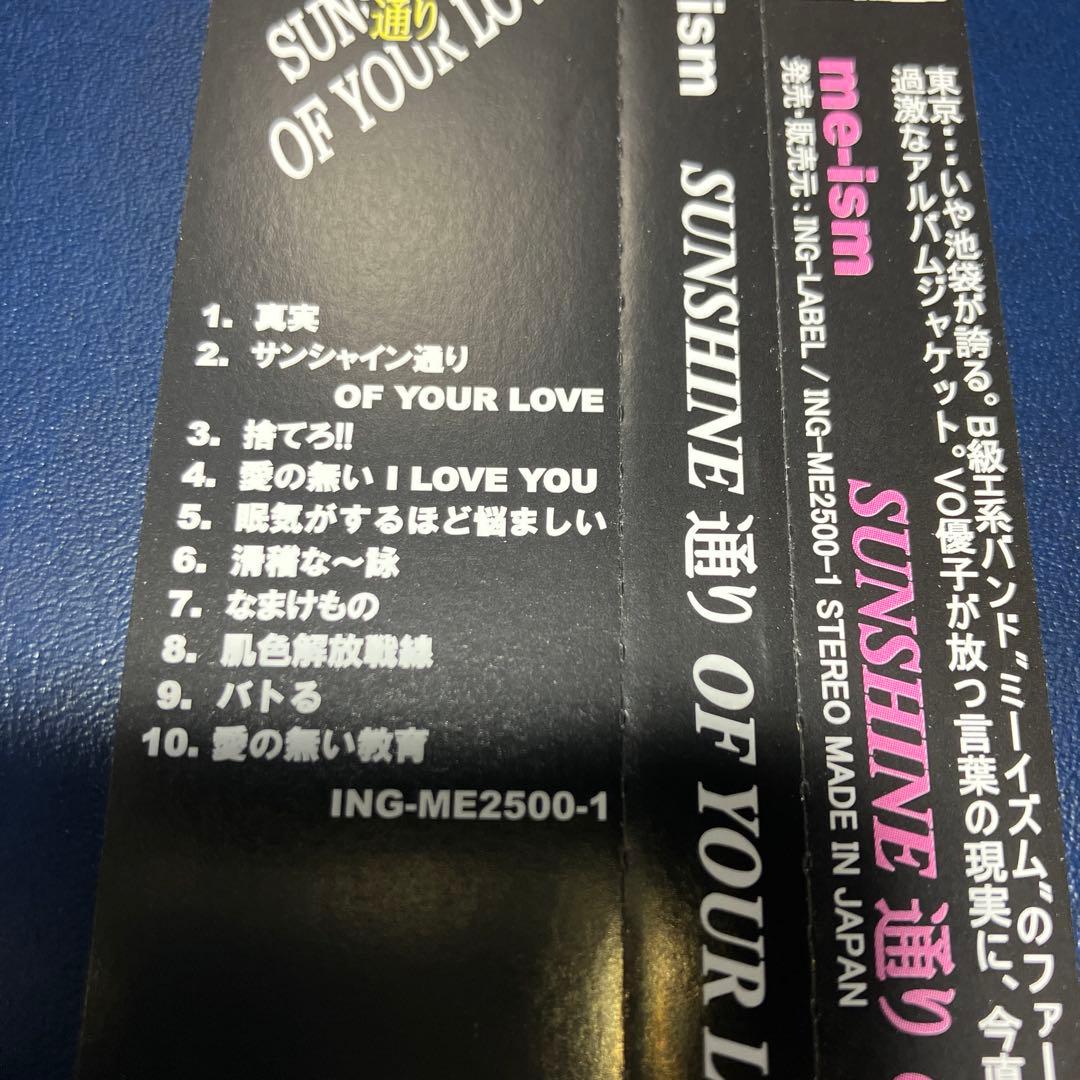 SUN
通り
OF YOUR LO
1. 真実
2. サンシャイン通り
OF YOUR LOVE
3. 捨てろ!!
4. 愛の無い I LOVE YOU
5. 眠気がするほど悩ましい
6. 滑稽な〜詠
7. なまけもの
8. 肌色解放戦線
9. バトる
10. 愛の無い教育
ING-ME2500-1
ism SUNSHINE 通り OF YOUR L
me-ism
SUNSHINE 通り
発売・販売元:ING-LABEL / ING-ME2500-1 STEREO MADE IN JAPAN
東京…いや池袋が誇る。B級エ系バンド"ミーイズム"のファー
過激なアルバムジャケット。VO優子が放つ言葉の現実に、今直